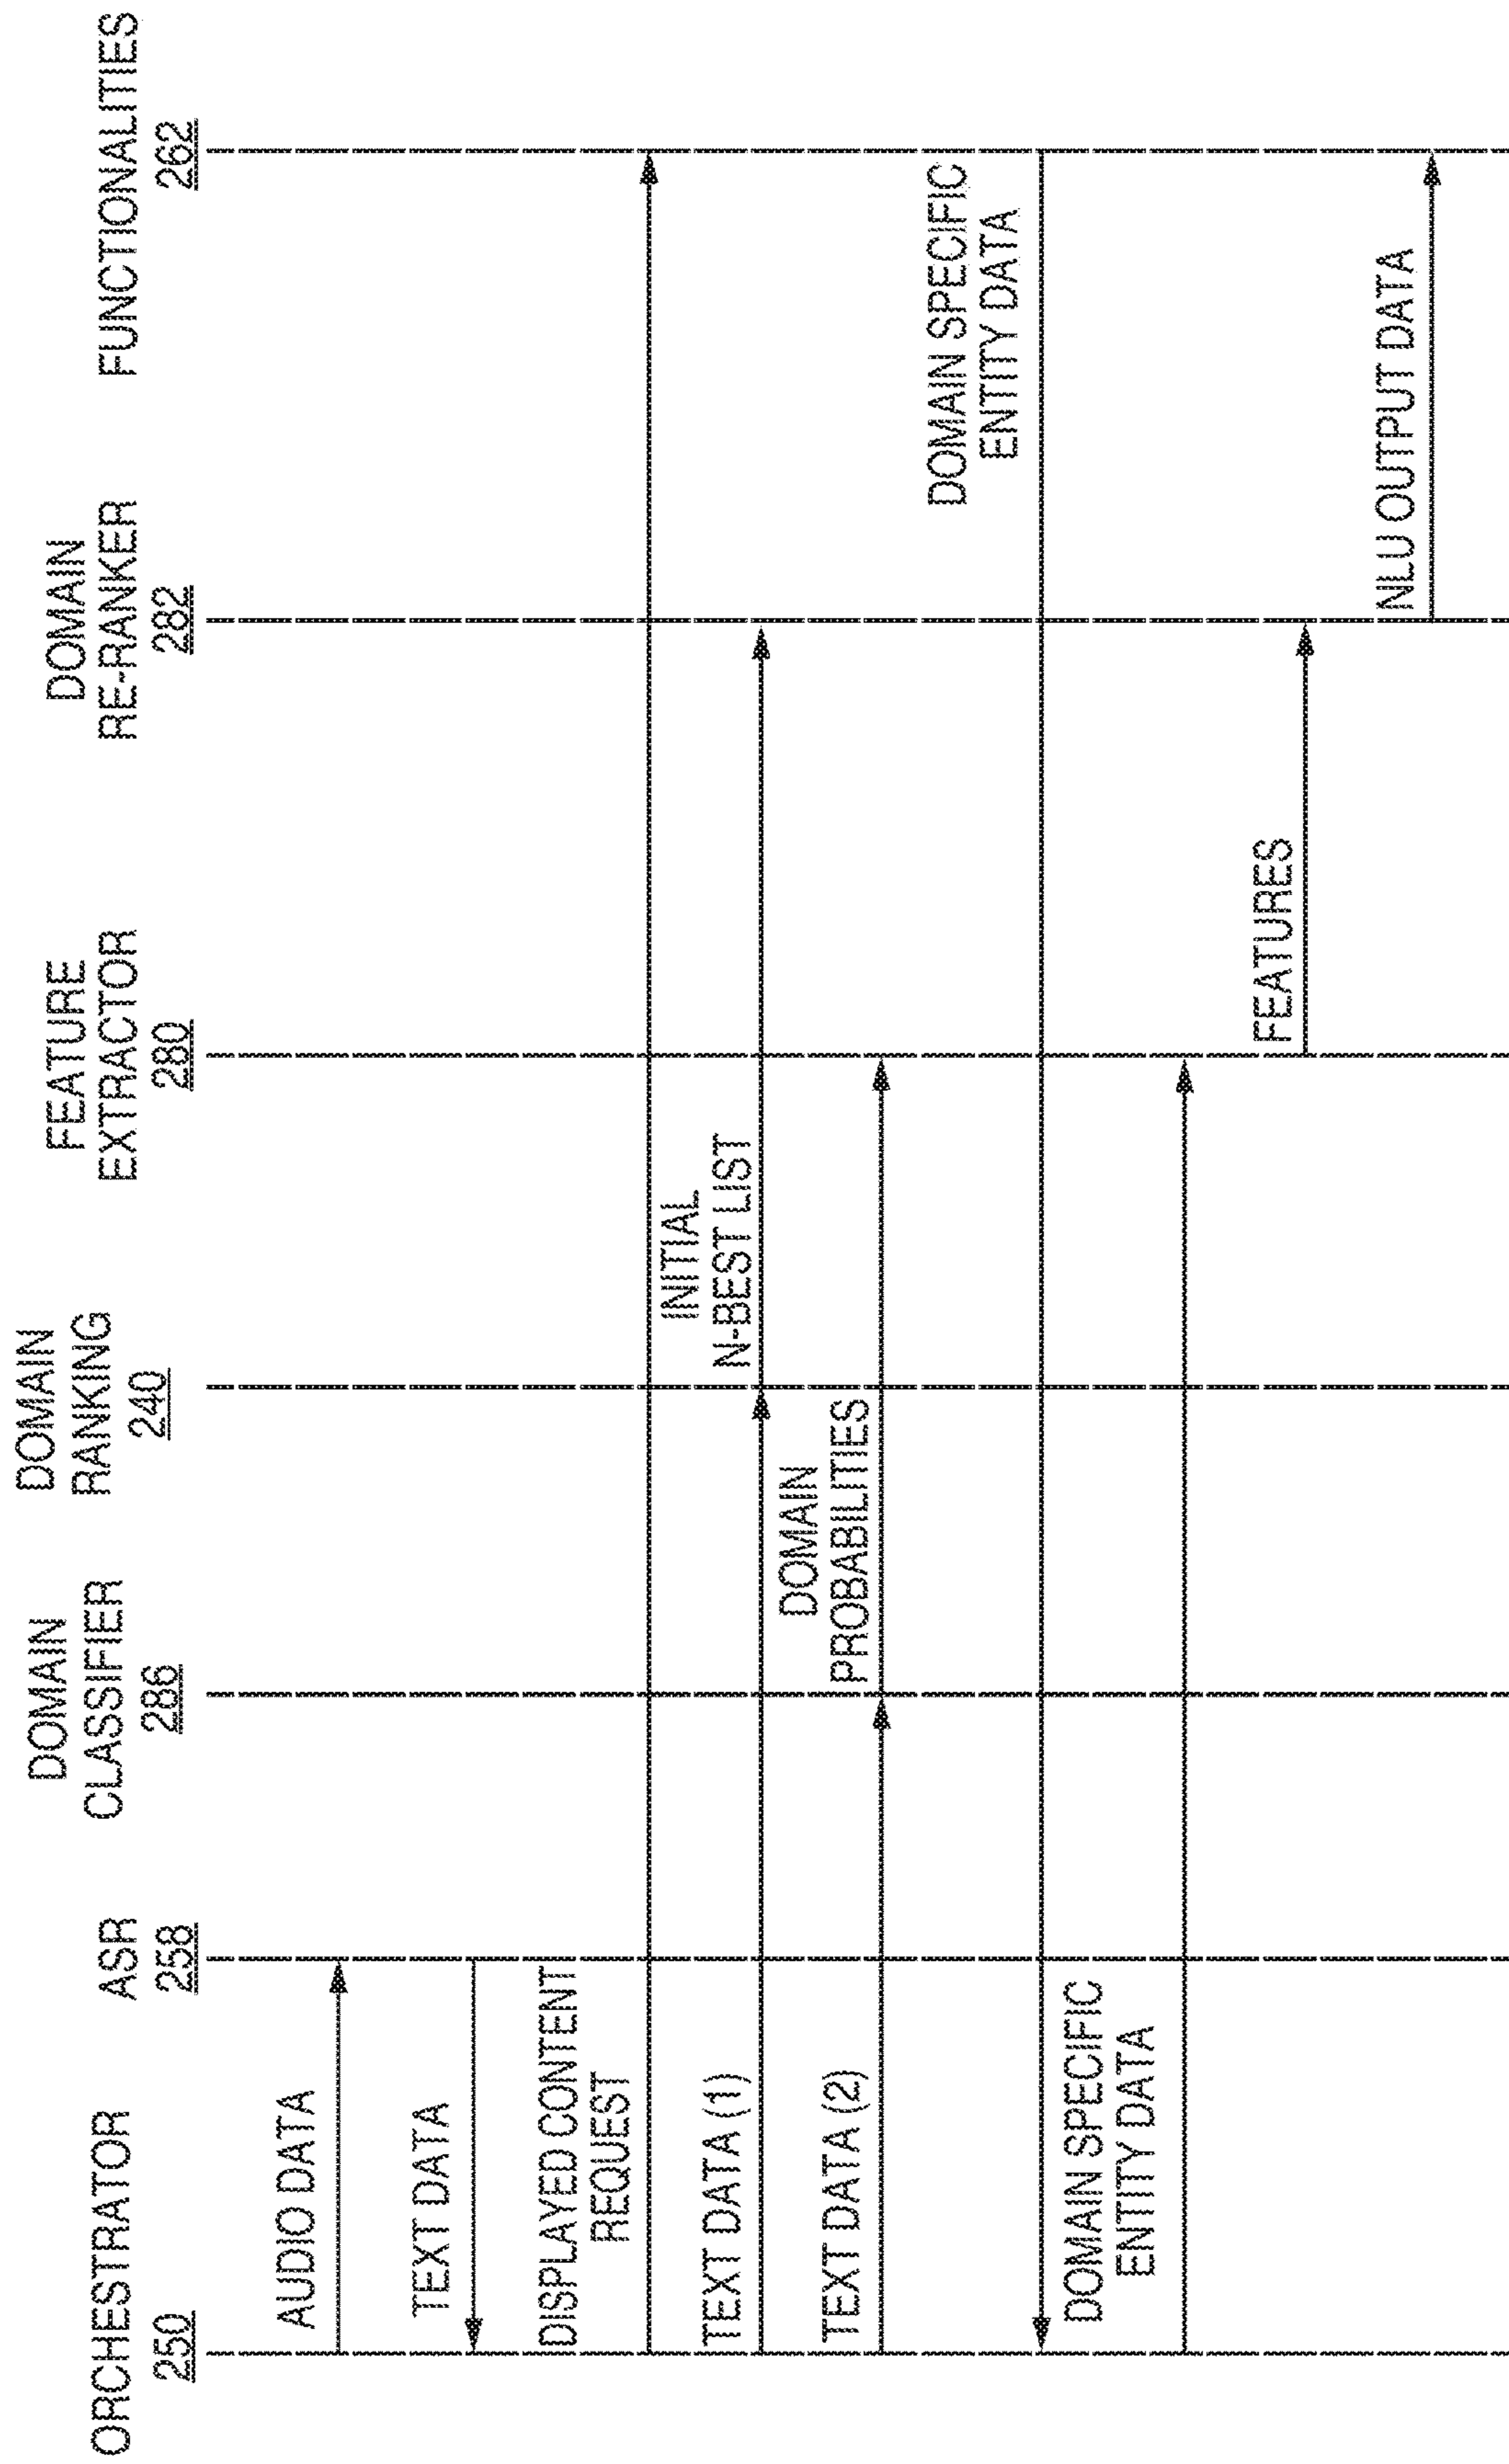 ORCHESTRATOR
250
ASR
258
DOMAIN
CLASSIFIER
286
DOMAIN
RANKING
240
FEATURE
EXTRACTOR
280
DOMAIN
RE-RANKER
282
FUNCTIONALITIES
262
AUDIO DATA
TEXT DATA
DISPLAYED CONTENT
REQUEST
TEXT DATA (1)
INITIAL
N-BEST LIST
TEXT DATA (2)
DOMAIN
PROBABILITIES
DOMAIN SPECIFIC
ENTITY DATA
DOMAIN SPECIFIC
ENTITY DATA
FEATURES
NLU OUTPUT DATA